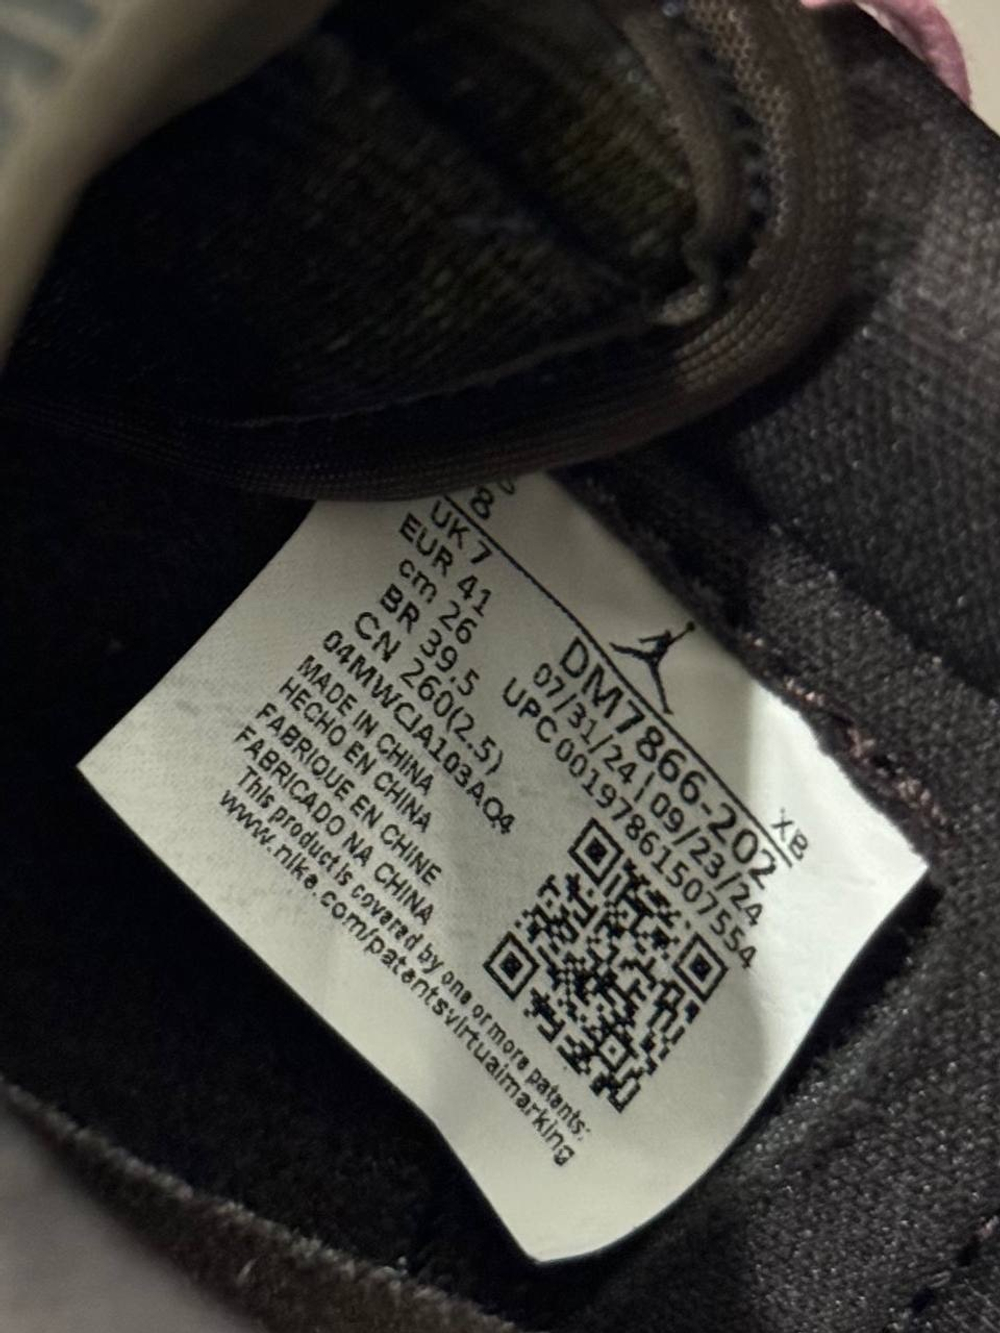 8
UK 7
EUR 41
cm 26
BR 39.5
CN 260(2.5)
04MWCJA103AQ4
MADE IN CHINA
HECHO EN CHINA
FABRIQUE EN CHINE
FABRICADO NA CHINA
This product is covered by one or more patents:
www.nike.com/patentsvirtualmarking
XB
DM7866-202
07/31/24 | 09/23/24
UPC 00197861507554